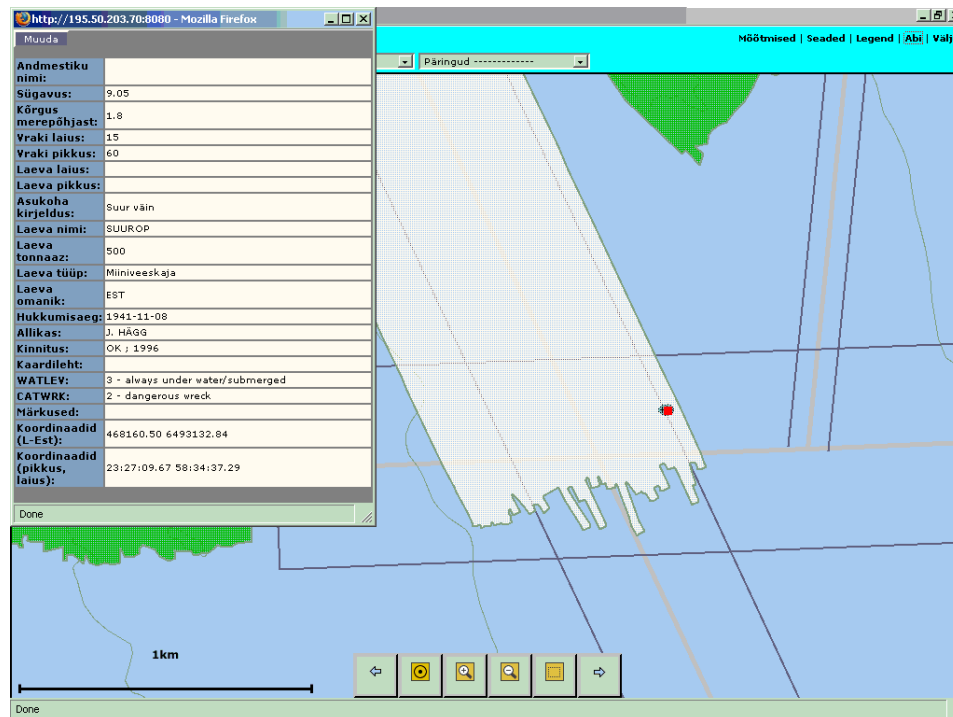 http://195.50.203.70:8080 - Mozilla Firefox
Muuda
Andmestiku nimi:
Sügavus: 9.05
Kõrgus merepõhjast: 1.8
Vraki laius: 15
Vraki pikkus: 60
Laeva laius:
Laeva pikkus:
Asukoha kirjeldus: Suur väin
Laeva nimi: SUUROP
Laeva tonnaaz: 500
Laeva tüüp: Miiniveeskaja
Laeva omanik: EST
Hukkumisaeg: 1941-11-08
Allikas: J. HÄGG
Kinnitus: OK ; 1996
Kaardileht:
WATLEV: 3 - always under water/submerged
CATWRK: 2 - dangerous wreck
Märkused:
Koordinaadid (L-Est): 468160.50 6493132.84
Koordinaadid (pikkus, laius): 23:27:09.67 58:34:37.29
Done
Mõõtmised | Seaded | Legend | Abi | Välj
Päringud -------------
1km
Done